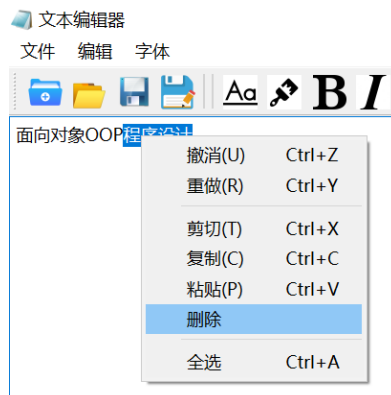 文本编辑器
文件 编辑 字体
Aa B I
面向对象OOP程序设计
撤消(U) Ctrl+Z
重做(R) Ctrl+Y
剪切(T) Ctrl+X
复制(C) Ctrl+C
粘贴(P) Ctrl+V
删除
全选 Ctrl+A